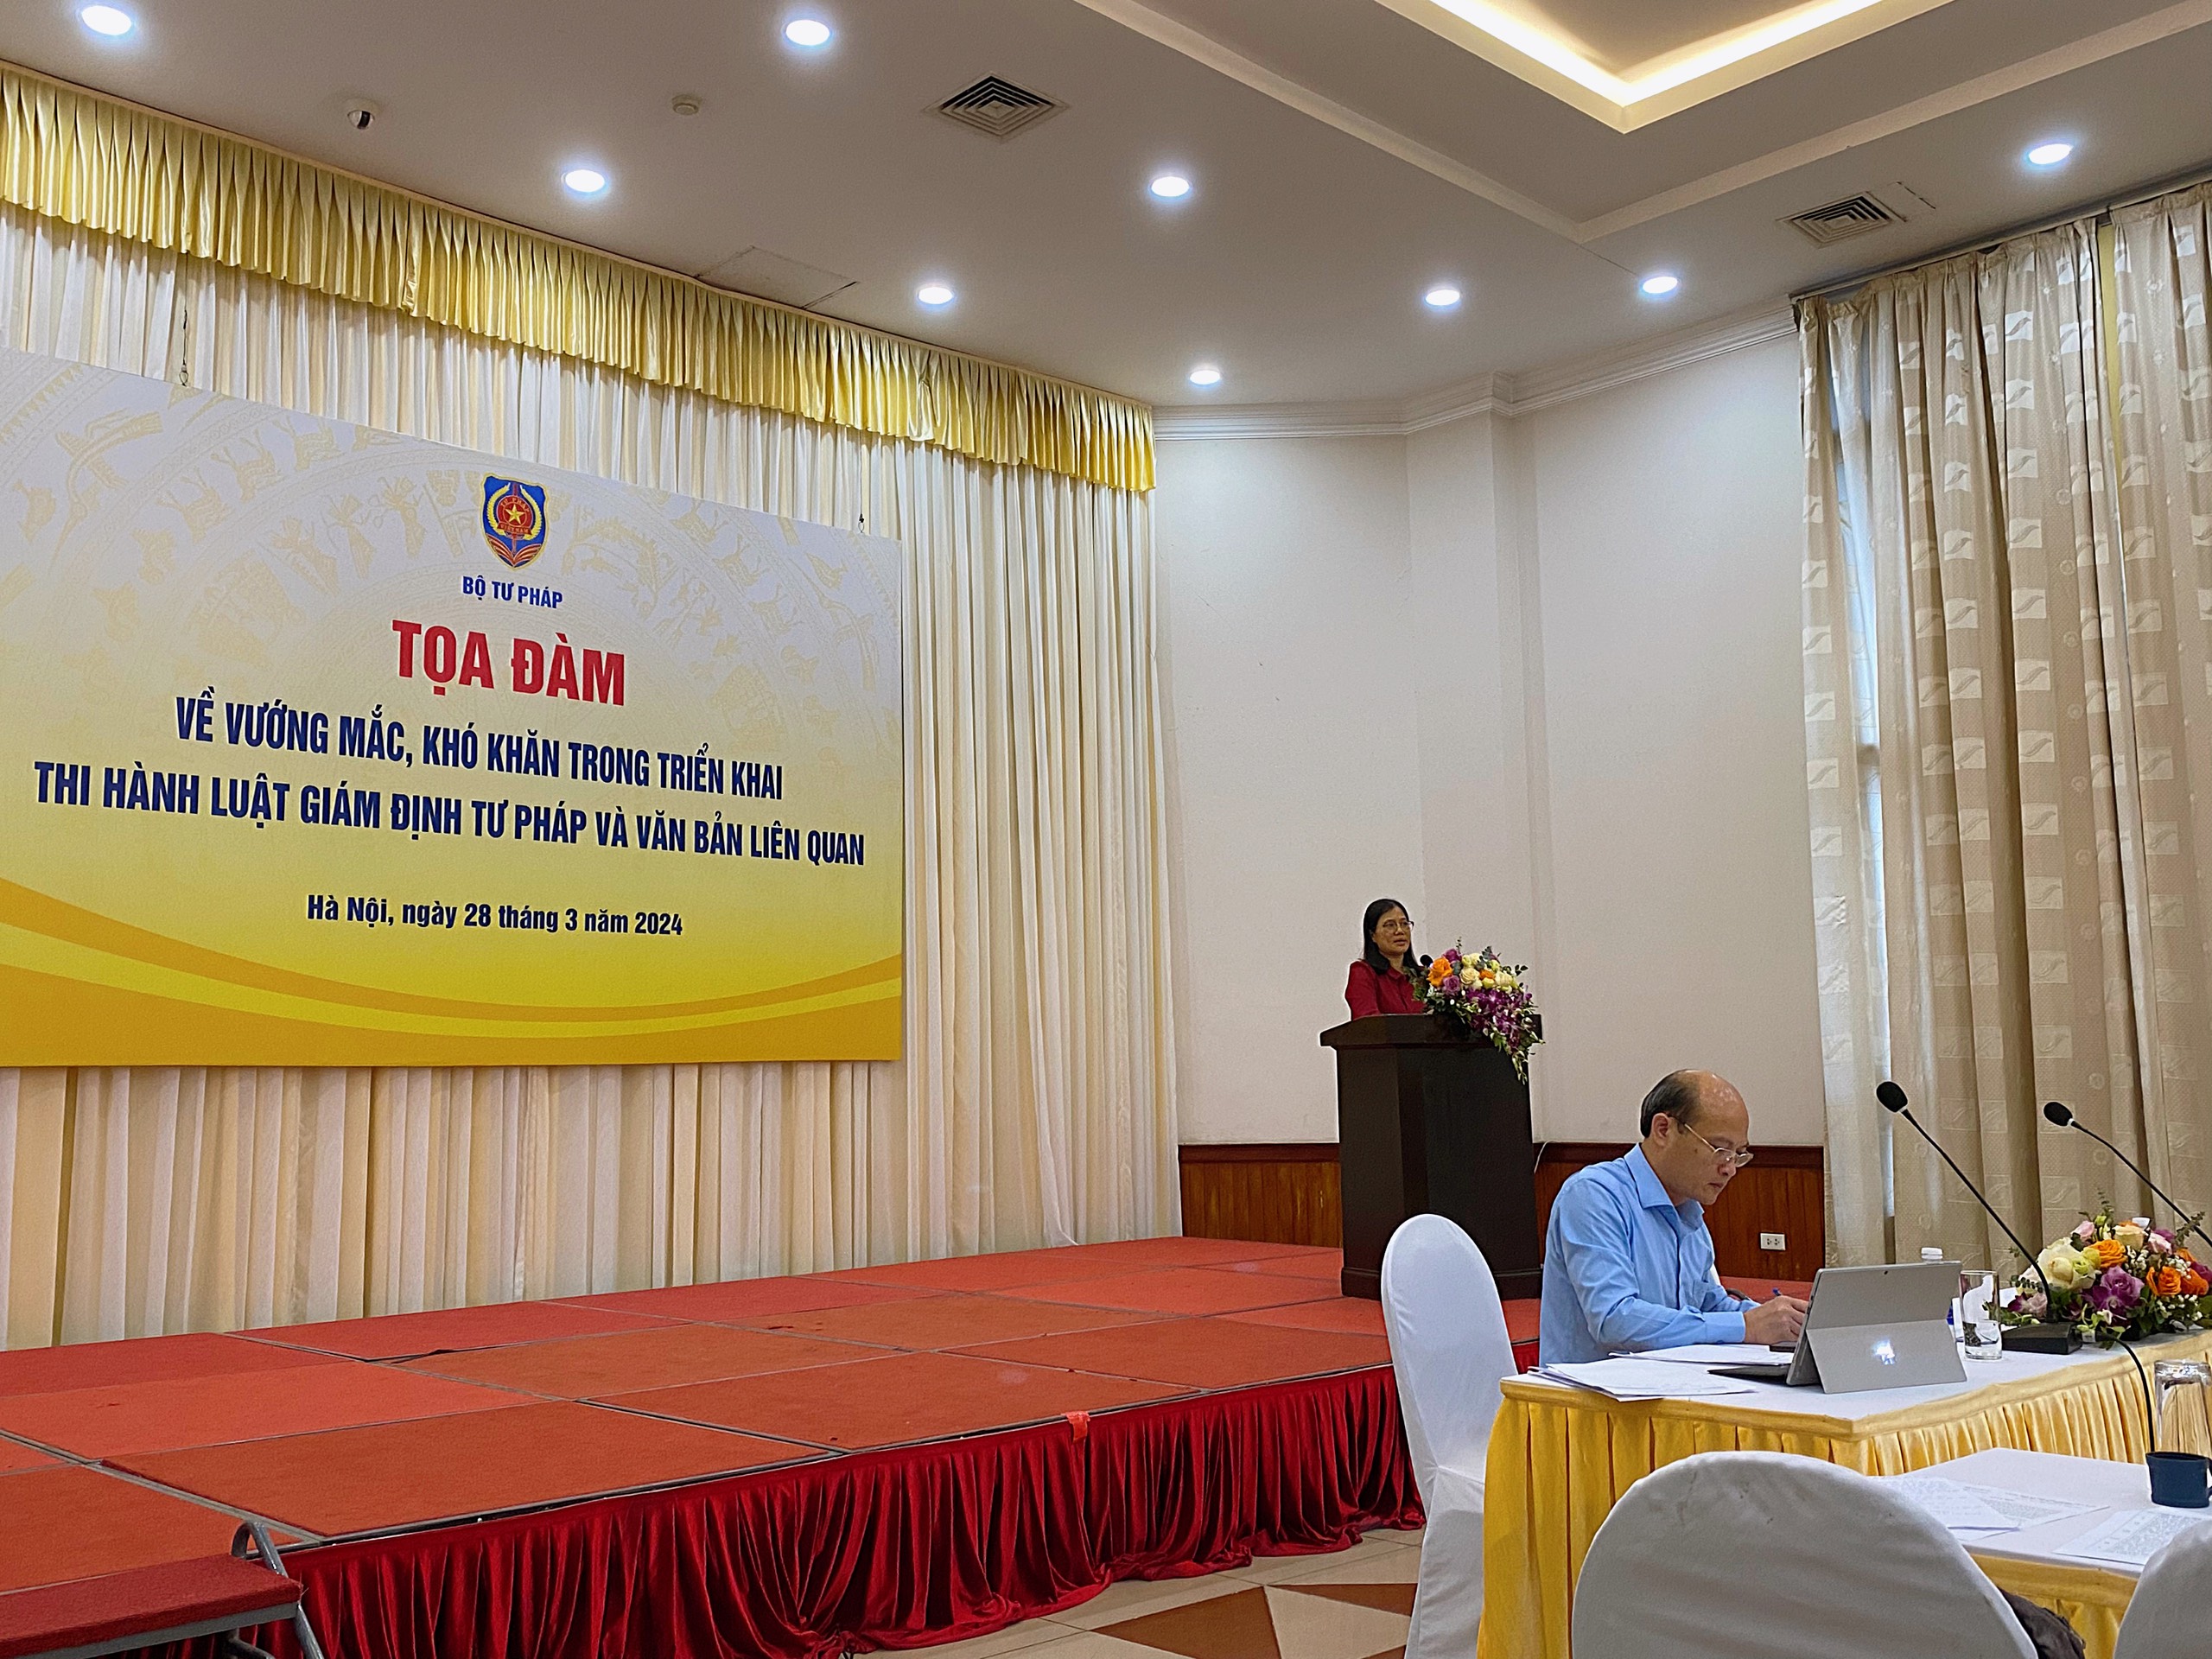 BỘ TƯ PHÁP
TỌA ĐÀM
VỀ VƯỚNG MẮC, KHÓ KHĂN TRONG TRIỂN KHAI
THI HÀNH LUẬT GIÁM ĐỊNH TƯ PHÁP VÀ VĂN BẢN LIÊN QUAN
Hà Nội, ngày 28 tháng 3 năm 2024